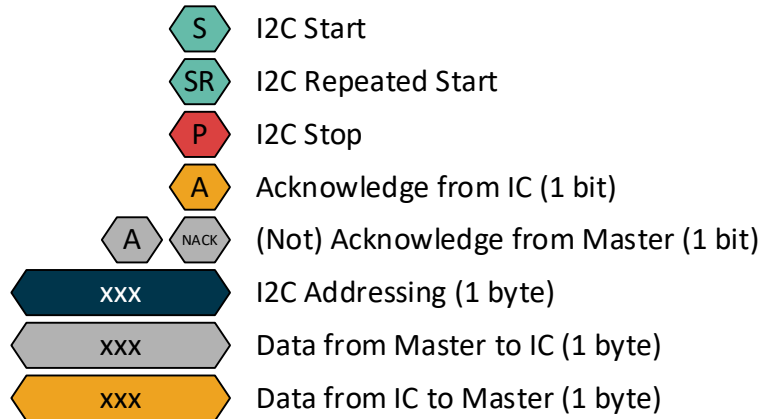 S I2C Start
SR I2C Repeated Start
P I2C Stop
A Acknowledge from IC (1 bit)
A NACK (Not) Acknowledge from Master (1 bit)
xxx I2C Addressing (1 byte)
xxx Data from Master to IC (1 byte)
xxx Data from IC to Master (1 byte)